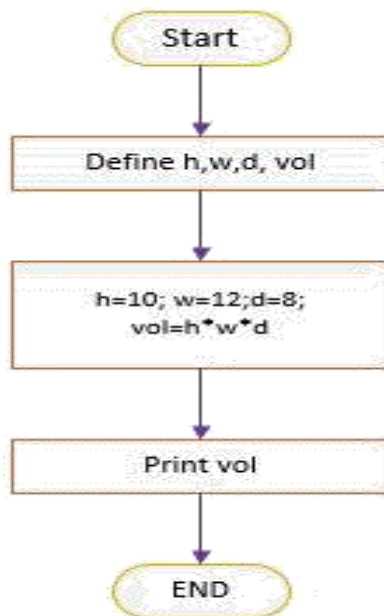 Start
Define h,w,d, vol
h=10; w=12;d=8;
vol=h*w*d
Print vol
END